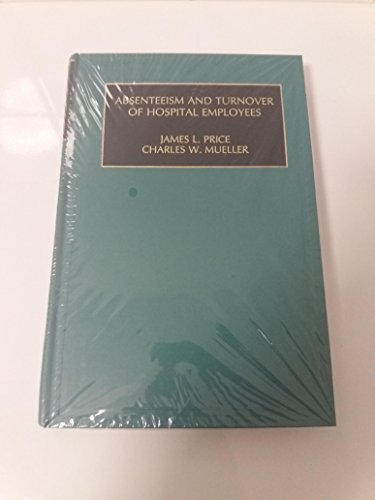 ABSENTEEISM AND TURNOVER
OF HOSPITAL EMPLOYEES
JAMES L. PRICE
CHARLES W. MUELLER